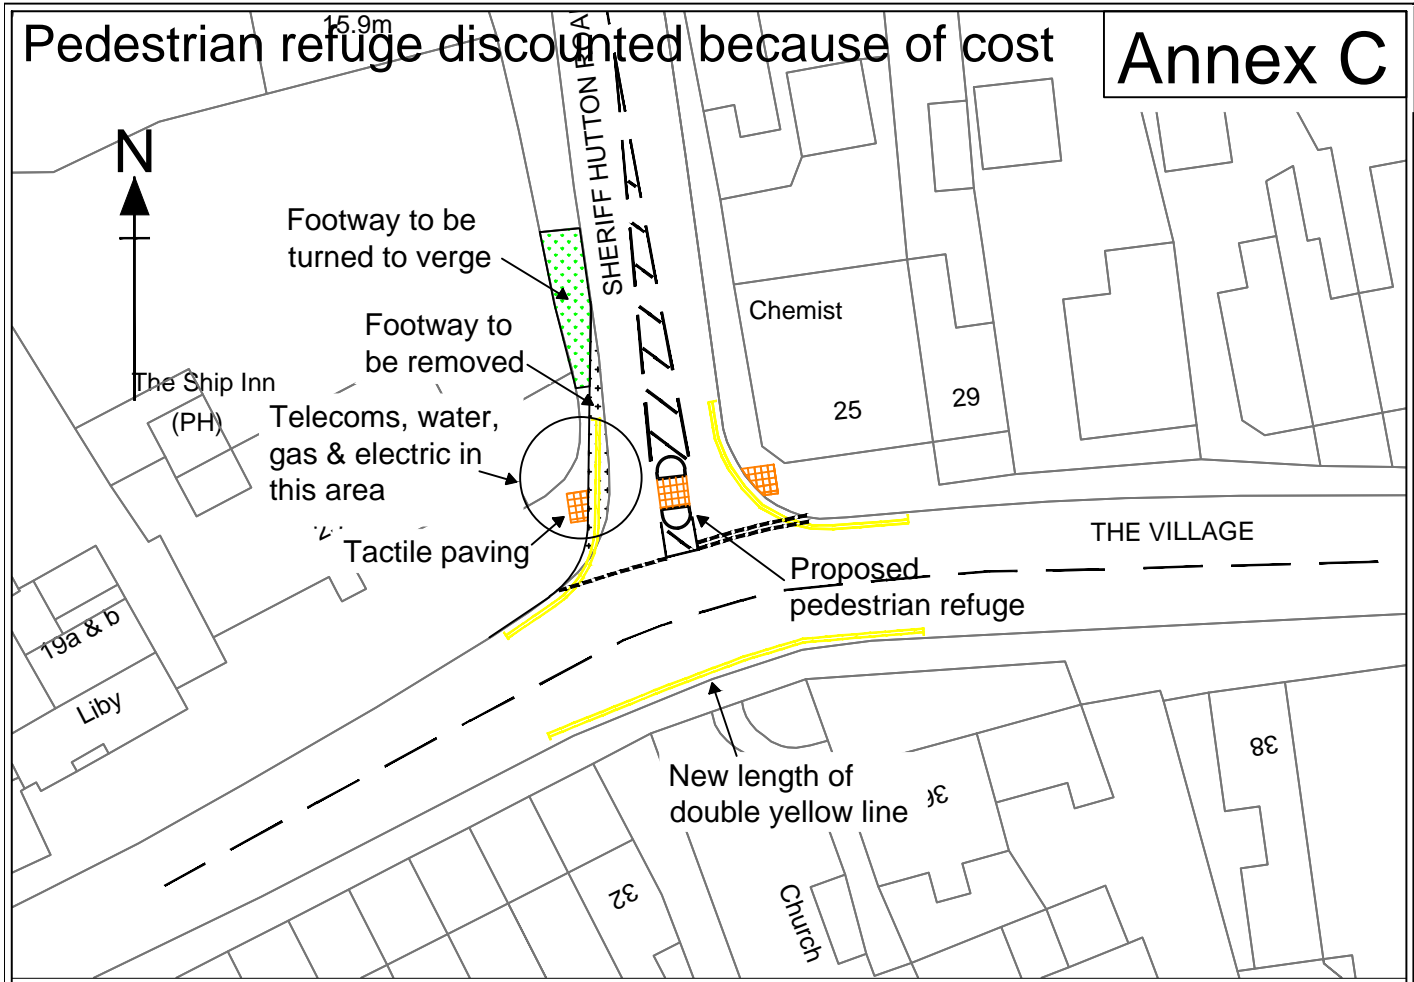 Pedestrian refuge discounted because of cost
Annex C
15.9m
SHERIFF HUTTON ROA
N
Footway to be
turned to verge
Footway to
be removed
Chemist
The Ship Inn
(PH)
Telecoms, water,
gas & electric in
this area
25
29
Tactile paving
THE VILLAGE
Proposed
pedestrian refuge
19a & b
Liby
New length of
double yellow line
36
38
32
Church